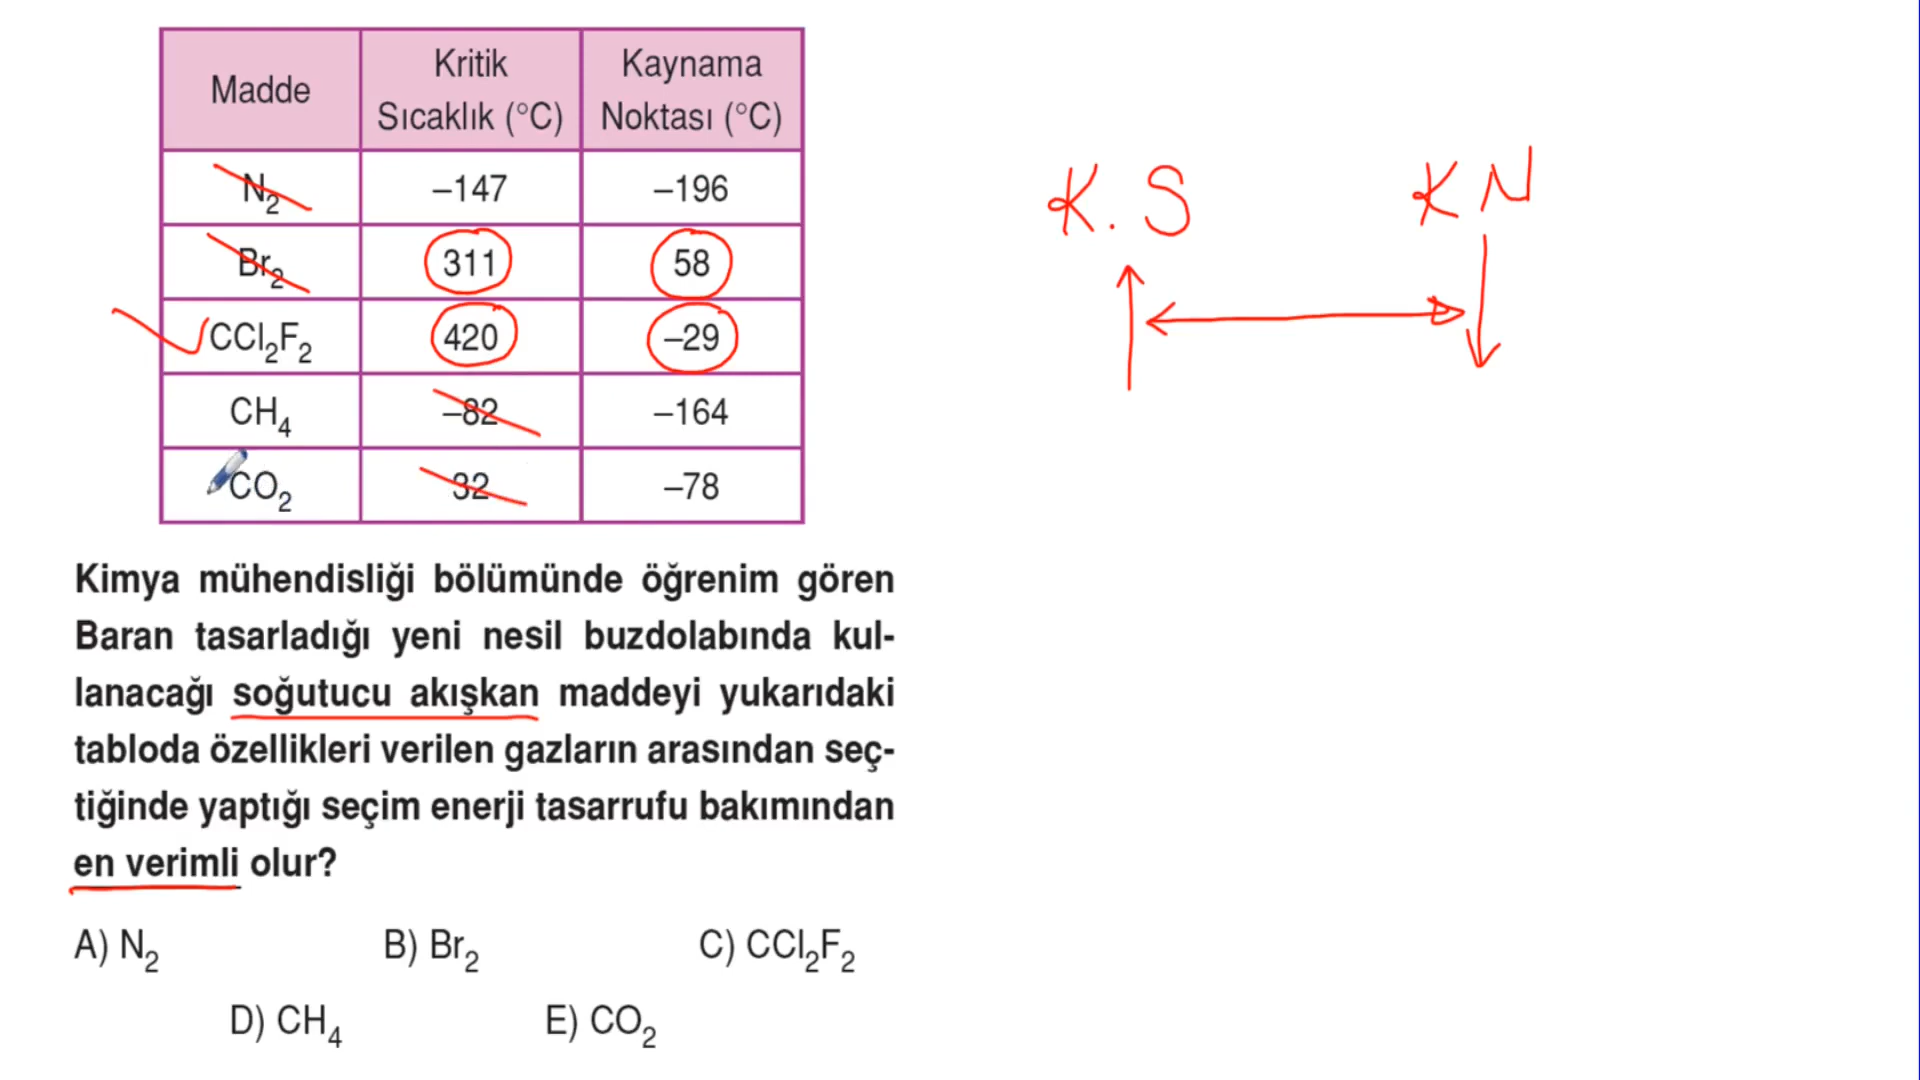 Madde Kritik Sıcaklık (°C) Kaynama Noktası (°C)
N2 –147 –196
Br2 311 58
CCl2F2 420 –29
CH4 –82 –164
CO2 32 –78
K.S KN
Kimya mühendisliği bölümünde öğrenim gören
Baran tasarladığı yeni nesil buzdolabında kul-
lanacağı soğutucu akışkan maddeyi yukarıdaki
tabloda özellikleri verilen gazların arasından seç-
tiğinde yaptığı seçim enerji tasarrufu bakımından
en verimli olur?
A) N2 B) Br2 C) CCl2F2
D) CH4 E) CO2